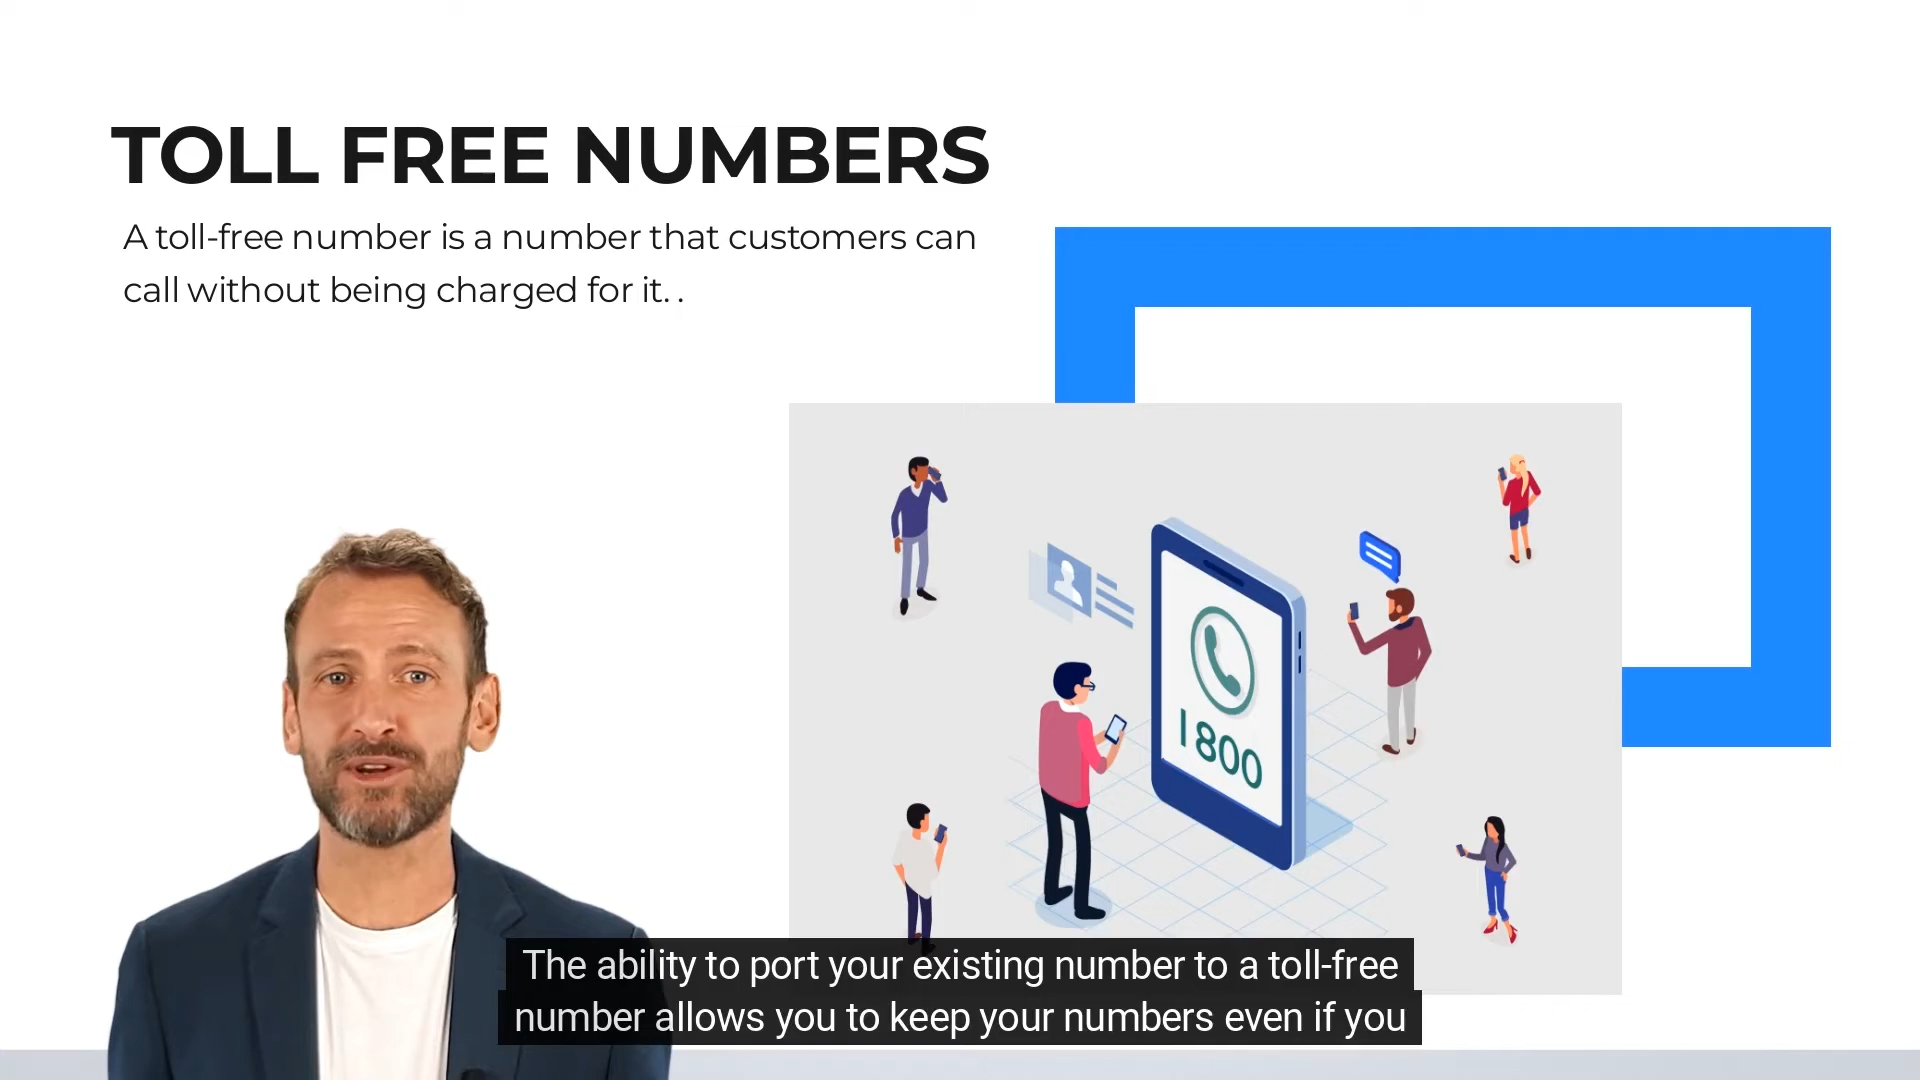 TOLL FREE NUMBERS
A toll-free number is a number that customers can
call without being charged for it. .
1800
The ability to port your existing number to a toll-free
number allows you to keep your numbers even if you